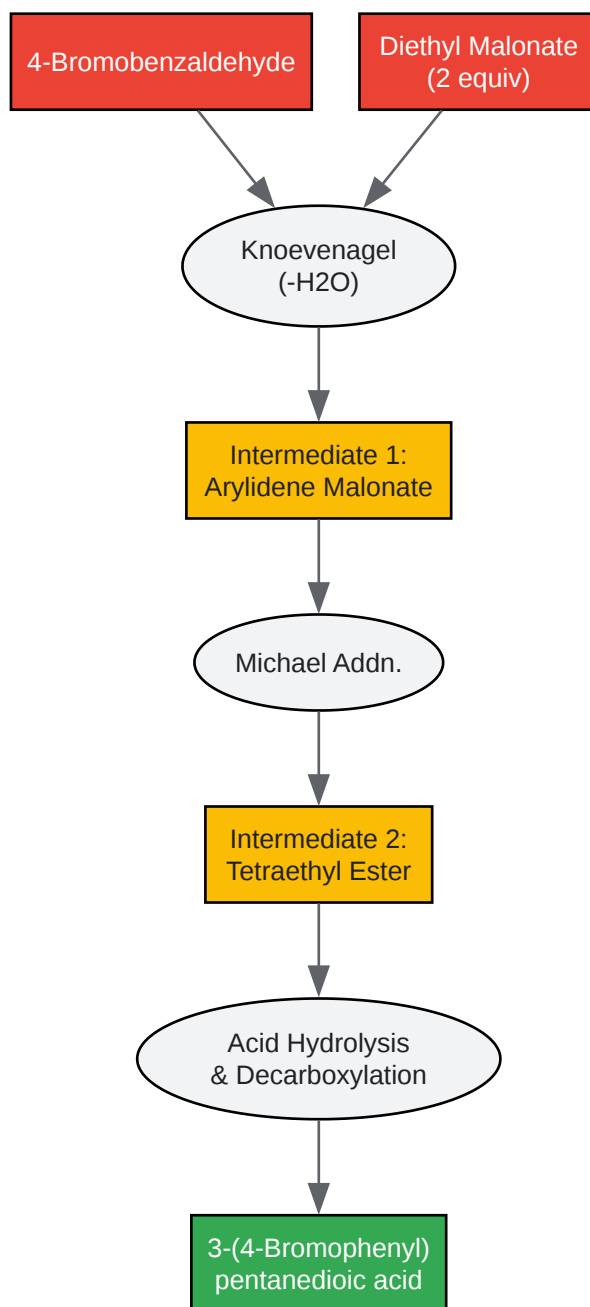 4-Bromobenzaldehyde
Diethyl Malonate
(2 equiv)
Knoevenagel
(-H2O)
Intermediate 1:
Arylidene Malonate
Michael Addn.
Intermediate 2:
Tetraethyl Ester
Acid Hydrolysis
& Decarboxylation
3-(4-Bromophenyl)
pentanedioic acid